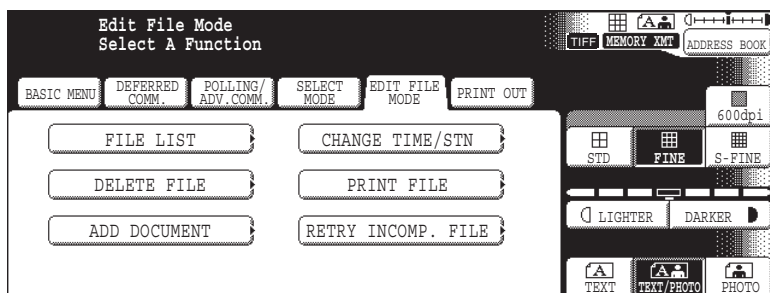 Edit File Mode
Select A Function
TIFF MEMORY XMT ADDRESS BOOK
BASIC MENU DEFERRED COMM. POLLING/ ADV.COMM. SELECT MODE EDIT FILE MODE PRINT OUT
600dpi
FILE LIST CHANGE TIME/STN
STD FINE S-FINE
DELETE FILE PRINT FILE
LIGHTER DARKER
ADD DOCUMENT RETRY INCOMP. FILE
A A A
TEXT TEXT/PHOTO PHOTO